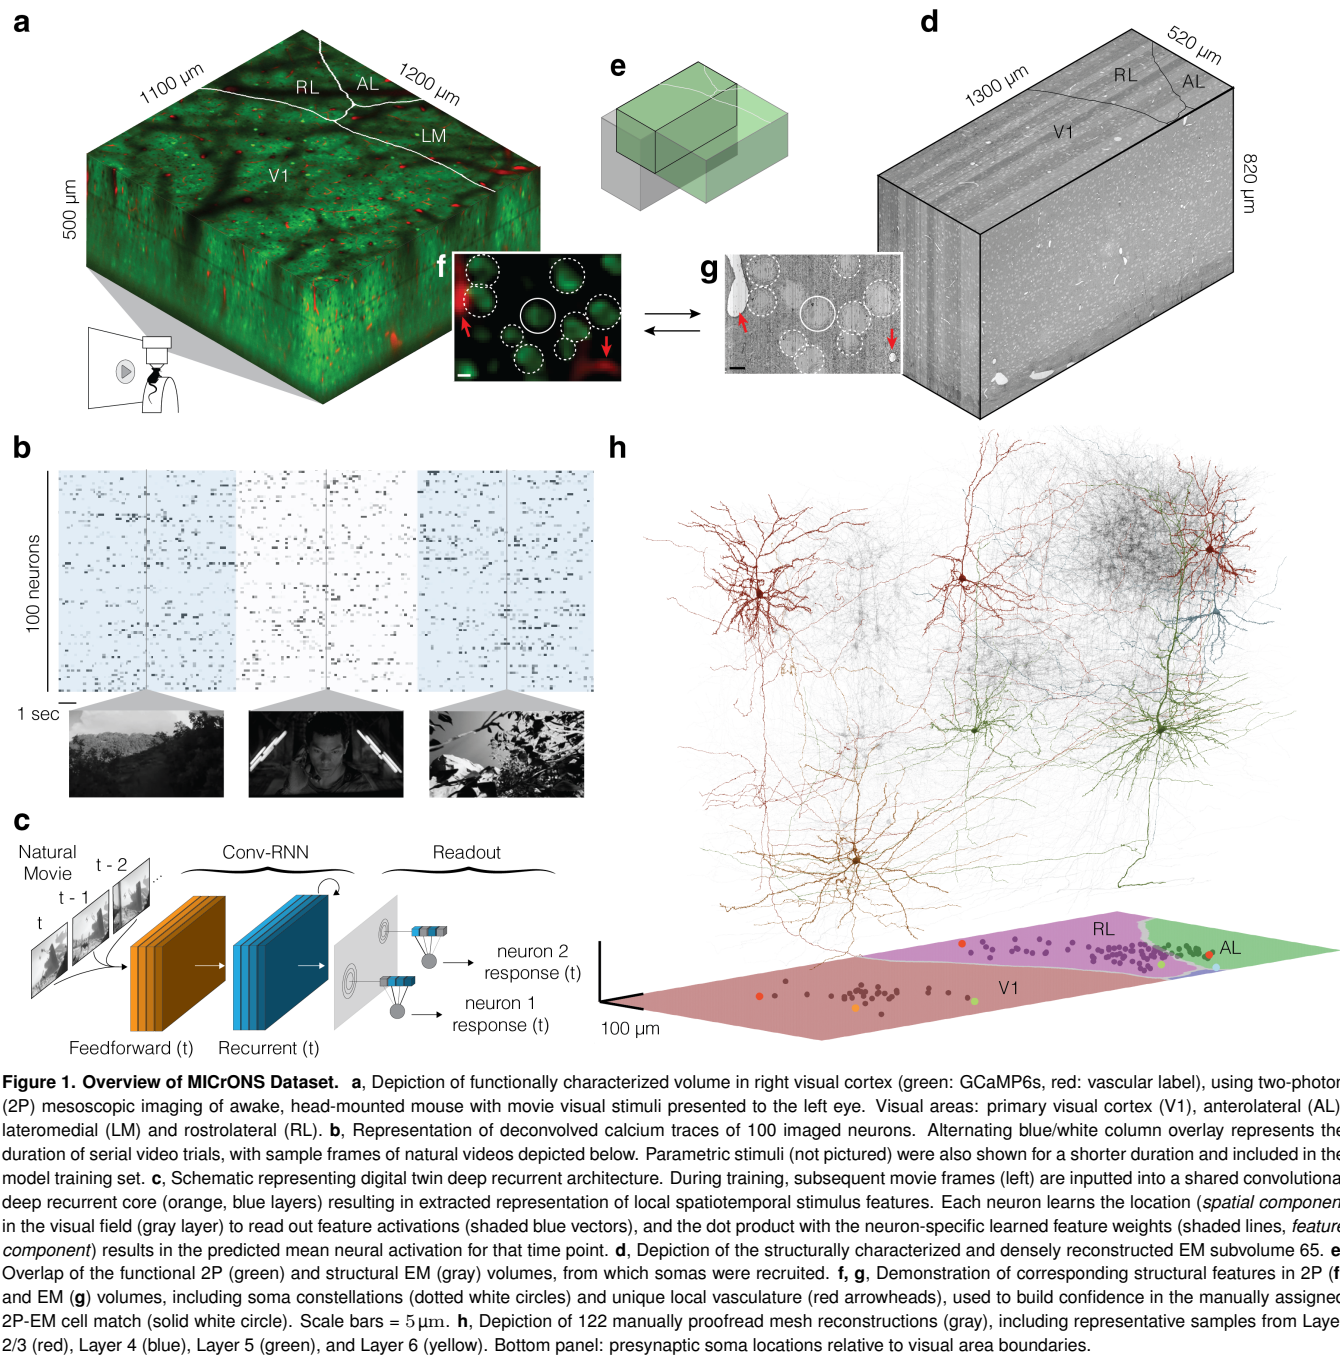 a
1100 µm
1200 µm
500 µm
RL
AL
LM
V1
e
d
1300 µm
520 µm
820 µm
RL
AL
V1
f
g
b
100 neurons
1 sec
h
c
Natural
Movie
t - 2
t - 1
t
...
Conv-RNN
Readout
neuron 2
response (t)
neuron 1
response (t)
Feedforward (t)
Recurrent (t)
RL
AL
V1
100 µm
Figure 1. Overview of MICrONS Dataset. a, Depiction of functionally characterized volume in right visual cortex (green: GCaMP6s, red: vascular label), using two-photon
(2P) mesoscopic imaging of awake, head-mounted mouse with movie visual stimuli presented to the left eye. Visual areas: primary visual cortex (V1), anterolateral (AL)
lateromedial (LM) and rostrolateral (RL). b, Representation of deconvolved calcium traces of 100 imaged neurons. Alternating blue/white column overlay represents the
duration of serial video trials, with sample frames of natural videos depicted below. Parametric stimuli (not pictured) were also shown for a shorter duration and included in the
model training set. c, Schematic representing digital twin deep recurrent architecture. During training, subsequent movie frames (left) are inputted into a shared convolutional
deep recurrent core (orange, blue layers) resulting in extracted representation of local spatiotemporal stimulus features. Each neuron learns the location (spatial component
in the visual field (gray layer) to read out feature activations (shaded blue vectors), and the dot product with the neuron-specific learned feature weights (shaded lines, feature
component) results in the predicted mean neural activation for that time point. d, Depiction of the structurally characterized and densely reconstructed EM subvolume 65. e
Overlap of the functional 2P (green) and structural EM (gray) volumes, from which somas were recruited. f, g, Demonstration of corresponding structural features in 2P (f
and EM (g) volumes, including soma constellations (dotted white circles) and unique local vasculature (red arrowheads), used to build confidence in the manually assigned
2P-EM cell match (solid white circle). Scale bars = 5 µm. h, Depiction of 122 manually proofread mesh reconstructions (gray), including representative samples from Layer
2/3 (red), Layer 4 (blue), Layer 5 (green), and Layer 6 (yellow). Bottom panel: presynaptic soma locations relative to visual area boundaries.